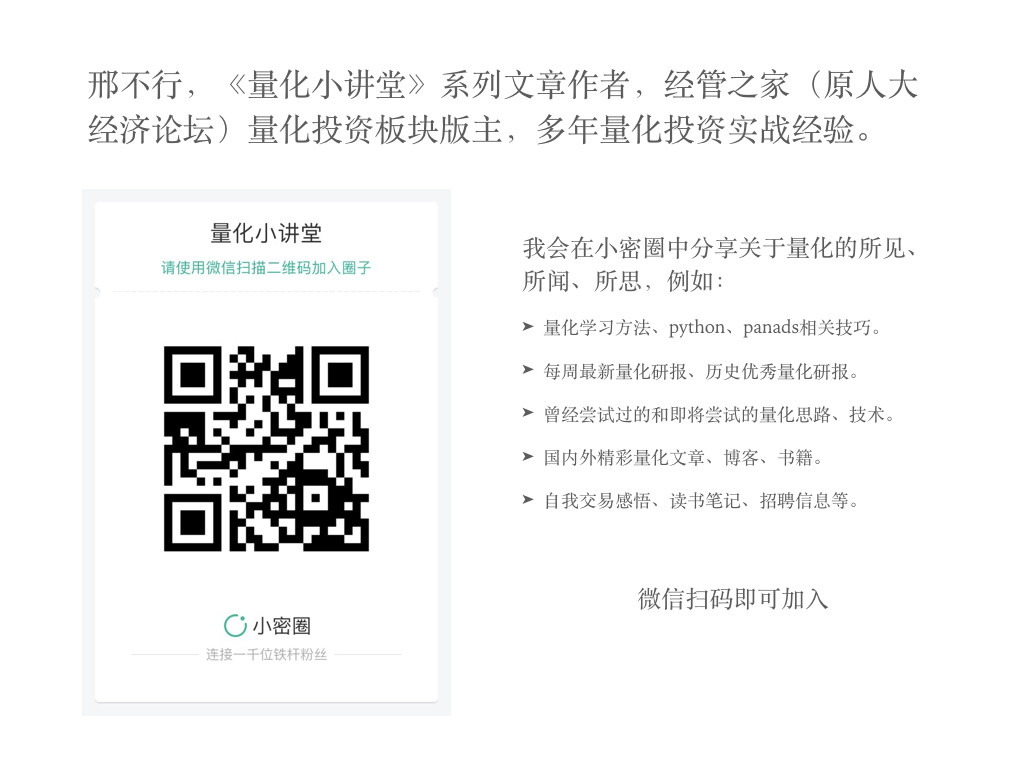 邢不行，《量化小讲堂》系列文章作者，经管之家（原人大
经济论坛）量化投资板块版主，多年量化投资实战经验。
量化小讲堂
请使用微信扫描二维码加入圈子
小密圈
连接一千位铁杆粉丝
我会在小密圈中分享关于量化的所见、
所闻、所思，例如：
➤ 量化学习方法、python、panads相关技巧。
➤ 每周最新量化研报、历史优秀量化研报。
➤ 曾经尝试过的和即将尝试的量化思路、技术。
➤ 国内外精彩量化文章、博客、书籍。
➤ 自我交易感悟、读书笔记、招聘信息等。
微信扫码即可加入